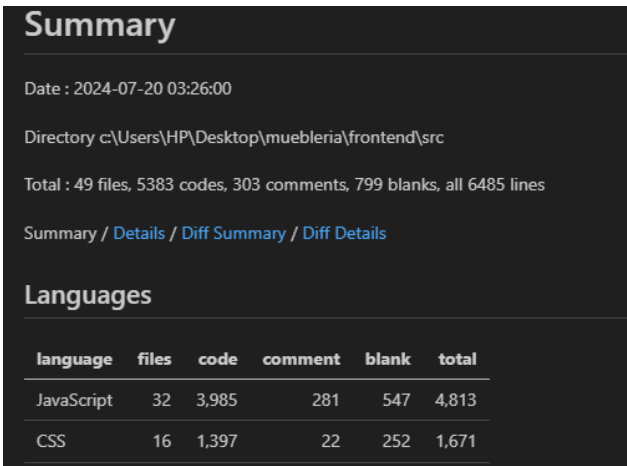 Summary
Date : 2024-07-20 03:26:00
Directory c:\Users\HP\Desktop\muebleria\frontend\src
Total : 49 files, 5383 codes, 303 comments, 799 blanks, all 6485 lines
Summary / Details / Diff Summary / Diff Details
Languages
language files code comment blank total
JavaScript 32 3,985 281 547 4,813
CSS 16 1,397 22 252 1,671